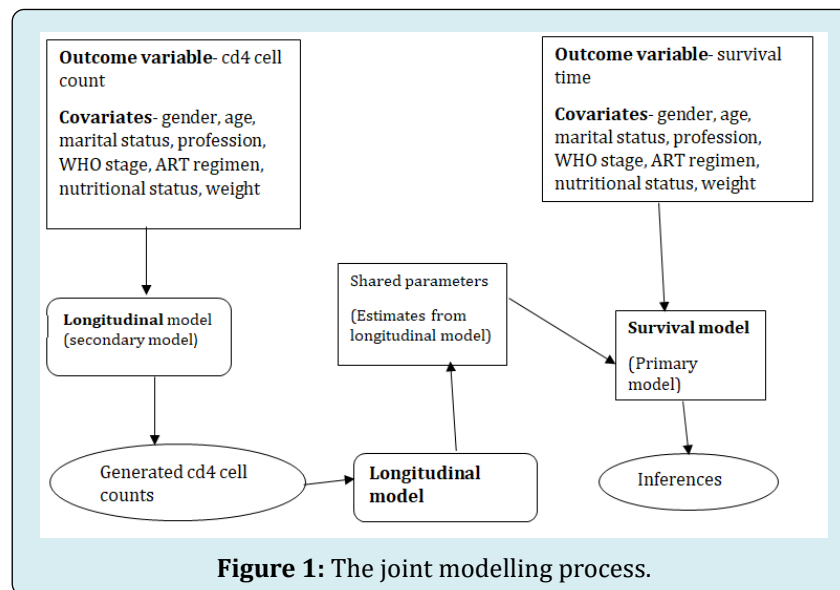 Outcome variable- cd4 cell
count
Covariates- gender, age,
marital status, profession,
WHO stage, ART regimen,
nutritional status, weight
Outcome variable- survival
time
Covariates- gender, age,
marital status, profession,
WHO stage, ART regimen,
nutritional status, weight
Longitudinal model
(secondary model)
Shared parameters
(Estimates from
longitudinal model)
Survival model
(Primary
model)
Generated cd4 cell
counts
Longitudinal
model
Inferences
Figure 1: The joint modelling process.